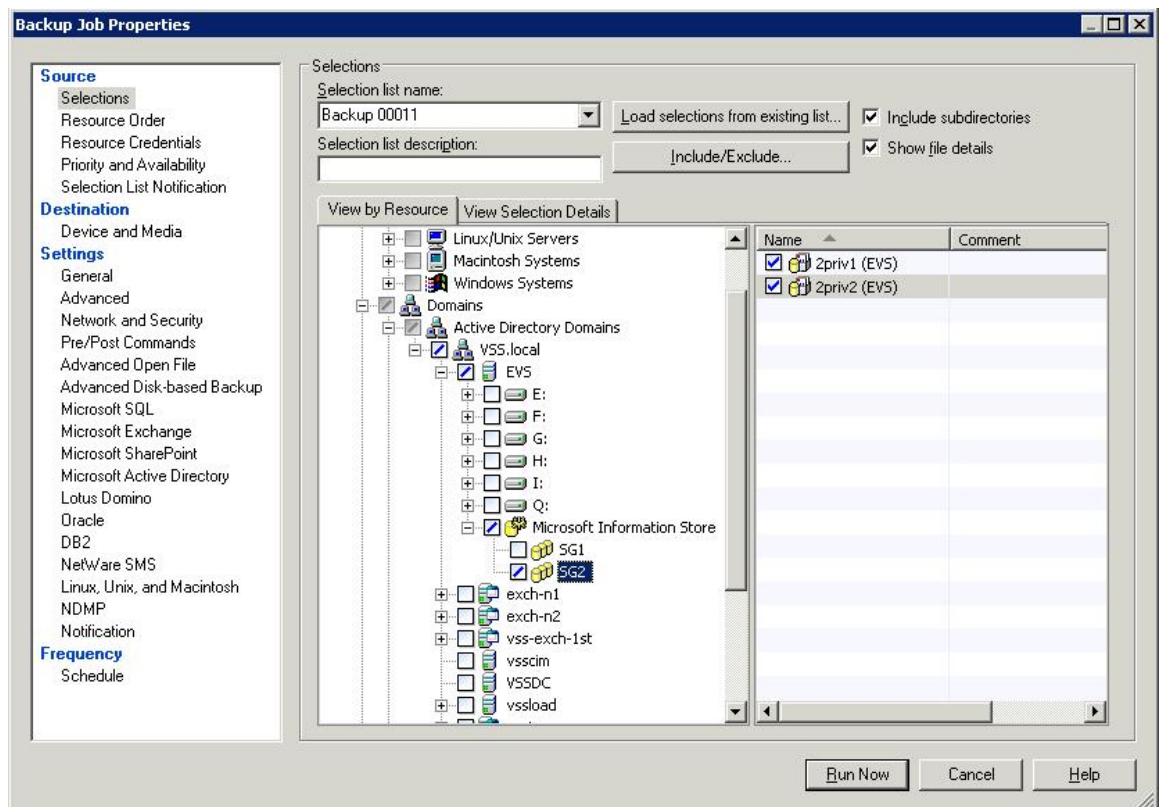 Backup Job Properties
Source
Selections
Resource Order
Resource Credentials
Priority and Availability
Selection List Notification
Destination
Device and Media
Settings
General
Advanced
Network and Security
Pre/Post Commands
Advanced Open File
Advanced Disk-based Backup
Microsoft SQL
Microsoft Exchange
Microsoft SharePoint
Microsoft Active Directory
Lotus Domino
Oracle
DB2
NetWare SMS
Linux, Unix, and Macintosh
NDMP
Notification
Frequency
Schedule
Selections
Selection list name:
Backup 00011
Load selections from existing list...
Include subdirectories
Selection list description:
Include/Exclude...
Show file details
View by Resource
View Selection Details
Linux/Unix Servers
Macintosh Systems
Windows Systems
Domains
Active Directory Domains
VSS.local
EVS
E:
F:
G:
H:
I:
Q:
Microsoft Information Store
SG1
SG2
exch-n1
exch-n2
vss-exch-1st
vsscim
VSSDC
vssload
Name
Comment
2priv1 (EVS)
2priv2 (EVS)
Run Now
Cancel
Help